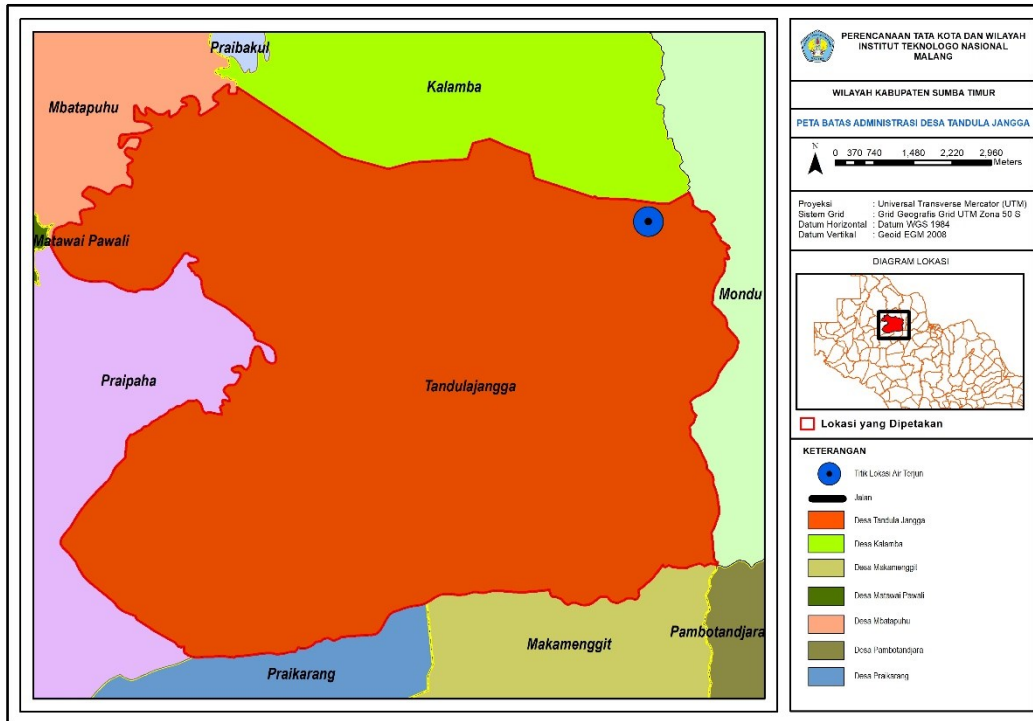 Praibakul
Kalamba
Mbatapuhu
Matawai Pawali
Mondu
Praipaha
Tandulajangga
Makamenggit
Pambotandjara
Praikarang
PERENCANAAN TATA KOTA DAN WILAYAH
INSTITUT TEKNOLOGO NASIONAL
MALANG
WILAYAH KABUPATEN SUMBA TIMUR
PETA BATAS ADMINISTRASI DESA TANDULA JANGGA
N
0 370 740 1,480 2,220 2,960
Meters
Proyeksi : Universal Transverse Mercator (UTM)
Sistem Grid : Grid Geografis Grid UTM Zona 50 S
Datum Horizontal : Datum WGS 1984
Datum Vertikal : Geoid EGM 2008
DIAGRAM LOKASI
Lokasi yang Dipetakan
KETERANGAN
Titik Lokasi Air Terjun
Jalan
Desa Tandula Jangga
Desa Kalamba
Desa Makamenggit
Desa Matawai Pawali
Desa Mbatapuhu
Desa Pambotandjara
Desa Praikarang